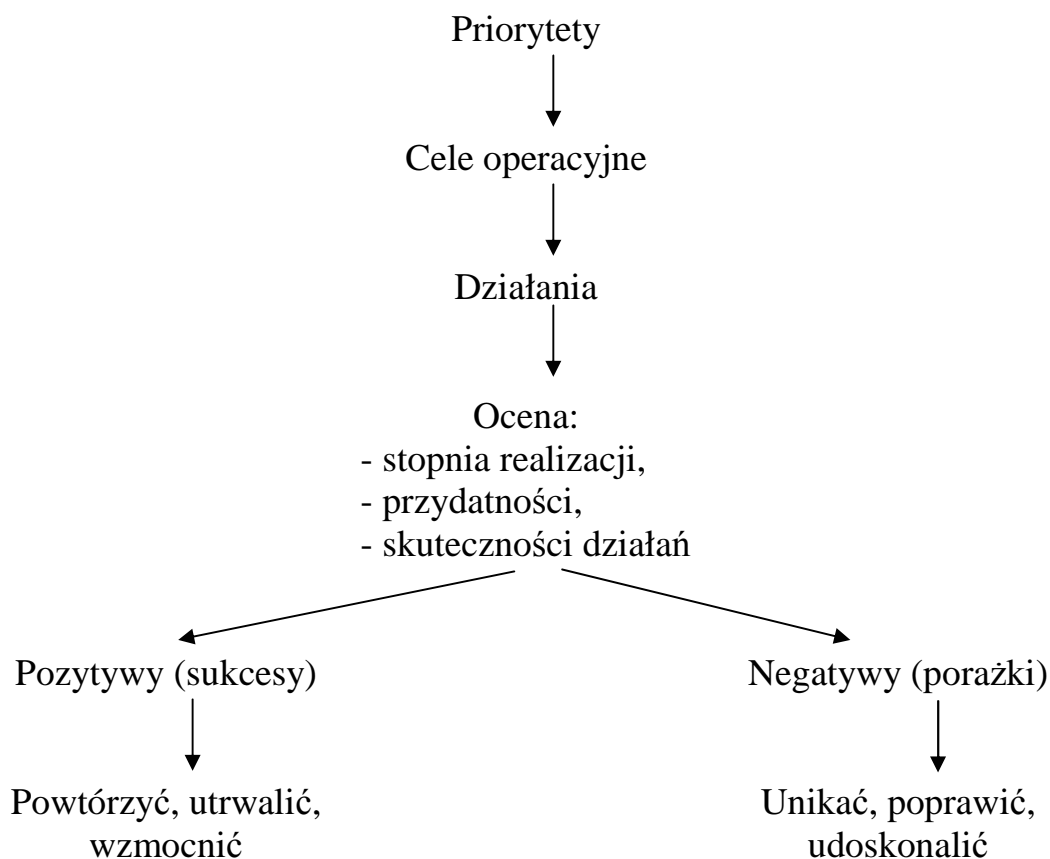 Priorytety
Cele operacyjne
Działania
Ocena:
- stopnia realizacji,
- przydatności,
- skuteczności działań
Pozytywy (sukcesy)
Negatywy (porażki)
Powtórzyć, utrwalić,
wzmocnić
Unikać, poprawić,
udoskonalić